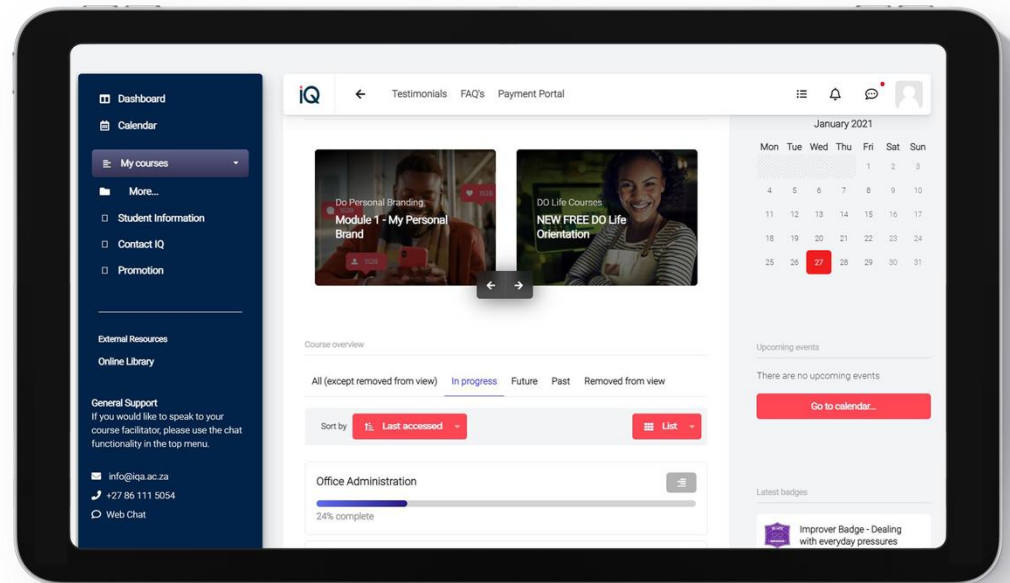 Dashboard
Calendar
My courses
More...
Student Information
Contact IQ
Promotion
External Resources
Online Library
General Support
If you would like to speak to your
course facilitator, please use the chat
functionality in the top menu.
info@iqa.ac.za
+27 86 111 5054
Web Chat
iQ
Testimonials FAQ's Payment Portal
Do Personal Branding
Module 1 - My Personal
Brand
DO Life Courses
NEW FREE DO Life
Orientation
Course overview
All (except removed from view) In progress Future Past Removed from view
Sort by Last accessed List
Office Administration
24% complete
January 2021
Mon Tue Wed Thu Fri Sat Sun
1 2 3
4 5 6 7 8 9 10
11 12 13 14 15 16 17
18 19 20 21 22 23 24
25 26 27 28 29 30 31
Upcoming events
There are no upcoming events
Go to calendar...
Latest badges
Improver Badge - Dealing
with everyday pressures